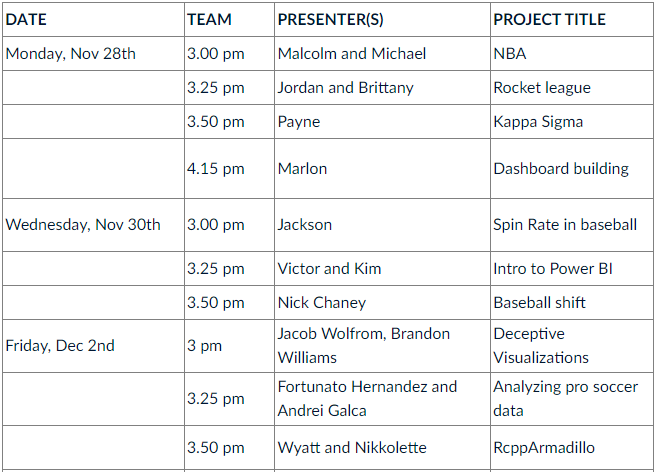 DATE TEAM PRESENTER(S) PROJECT TITLE
Monday, Nov 28th 3.00 pm Malcolm and Michael NBA
3.25 pm Jordan and Brittany Rocket league
3.50 pm Payne Kappa Sigma
4.15 pm Marlon Dashboard building
Wednesday, Nov 30th 3.00 pm Jackson Spin Rate in baseball
3.25 pm Victor and Kim Intro to Power BI
3.50 pm Nick Chaney Baseball shift
Friday, Dec 2nd 3 pm Jacob Wolfrom, Brandon Deceptive
Williams Visualizations
3.25 pm Fortunato Hernandez and Analyzing pro soccer
Andrei Galca data
3.50 pm Wyatt and Nikkolette RcppArmadillo